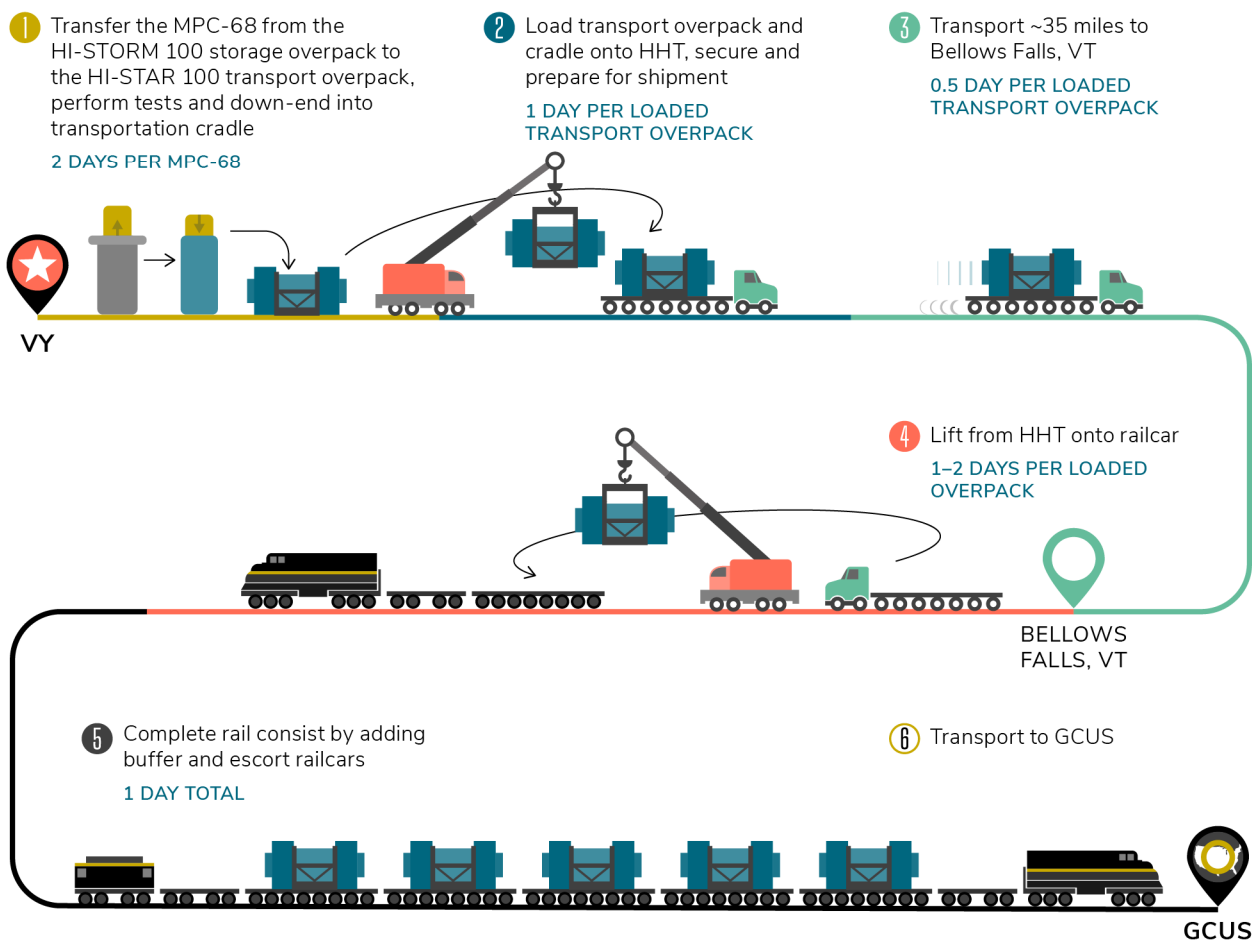 1
Transfer the MPC-68 from the
HI-STORM 100 storage overpack to
the HI-STAR 100 transport overpack,
perform tests and down-end into
transportation cradle
2 DAYS PER MPC-68
2
Load transport overpack and
cradle onto HHT, secure and
prepare for shipment
1 DAY PER LOADED
TRANSPORT OVERPACK
3
Transport ~35 miles to
Bellows Falls, VT
0.5 DAY PER LOADED
TRANSPORT OVERPACK
VY
4
Lift from HHT onto railcar
1–2 DAYS PER LOADED
OVERPACK
BELLOWS
FALLS, VT
5
Complete rail consist by adding
buffer and escort railcars
1 DAY TOTAL
6
Transport to GCUS
GCUS